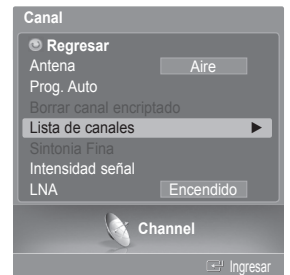 Canal
Regresar
Antena Aire
Prog. Auto
Borrar canal encriptado
Lista de canales ►
Sintonia Fina
Intensidad señal
LNA Encendido
Channel
Ingresar